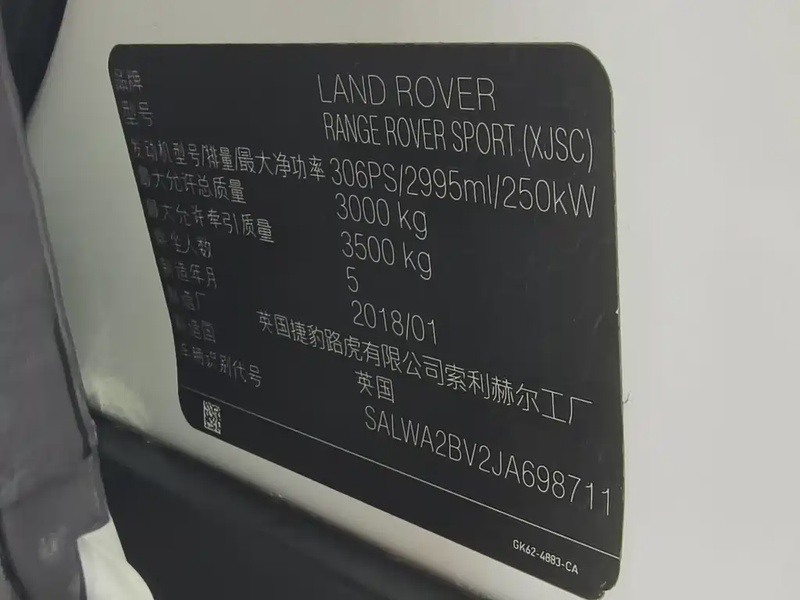 品牌 LAND ROVER
型号 RANGE ROVER SPORT (XJSC)
发动机型号/排量/最大净功率 306PS/2995ml/250kW
最大允许总质量 3000 kg
最大允许牵引质量 3500 kg
乘坐人数 5
制造年月 2018/01
制造厂 英国捷豹路虎有限公司索利赫尔工厂
制造国 英国
车辆识别代号 SALWA2BV2JA698711
GK62-4883-CA